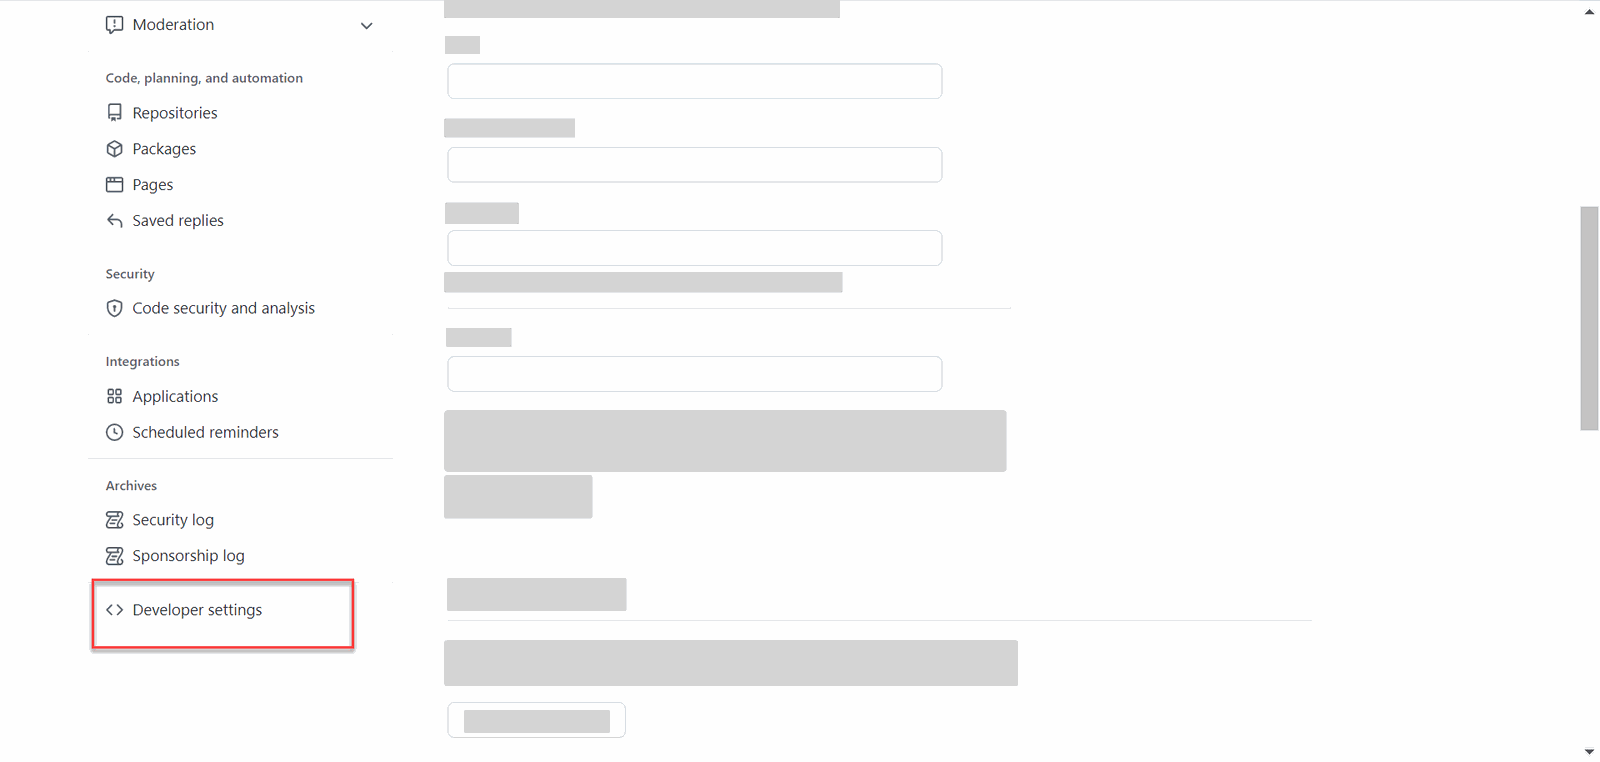 Moderation
Code, planning, and automation
Repositories
Packages
Pages
Saved replies
Security
Code security and analysis
Integrations
Applications
Scheduled reminders
Archives
Security log
Sponsorship log
Developer settings